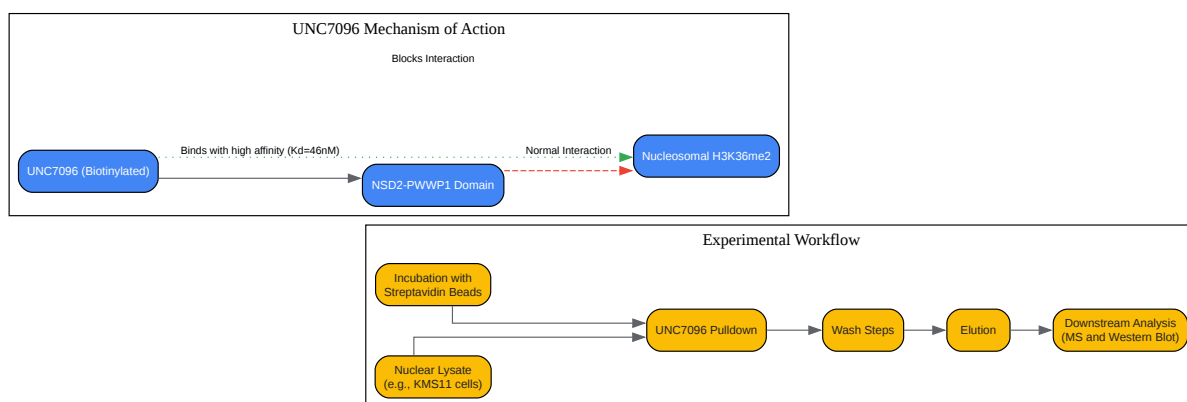 UNC7096 Mechanism of Action
Blocks Interaction
Binds with high affinity (Kd=46nM)
Normal Interaction
UNC7096 (Biotinylated)
NSD2-PWWP1 Domain
Nucleosomal H3K36me2
Experimental Workflow
Incubation with
Streptavidin Beads
Nuclear Lysate
(e.g., KMS11 cells)
UNC7096 Pulldown
Wash Steps
Elution
Downstream Analysis
(MS and Western Blot)